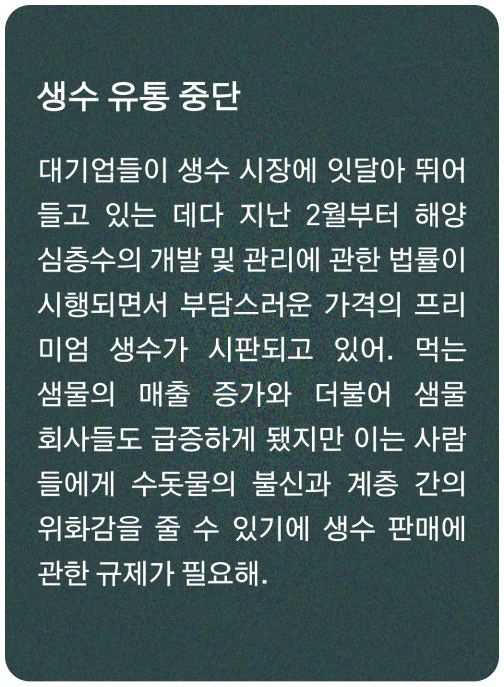 생수 유통 중단
대기업들이 생수 시장에 잇달아 뛰어
들고 있는 데다 지난 2월부터 해양
심층수의 개발 및 관리에 관한 법률이
시행되면서 부담스러운 가격의 프리
미엄 생수가 시판되고 있어. 먹는
샘물의 매출 증가와 더불어 샘물
회사들도 급증하게 됐지만 이는 사람
들에게 수돗물의 불신과 계층 간의
위화감을 줄 수 있기에 생수 판매에
관한 규제가 필요해.